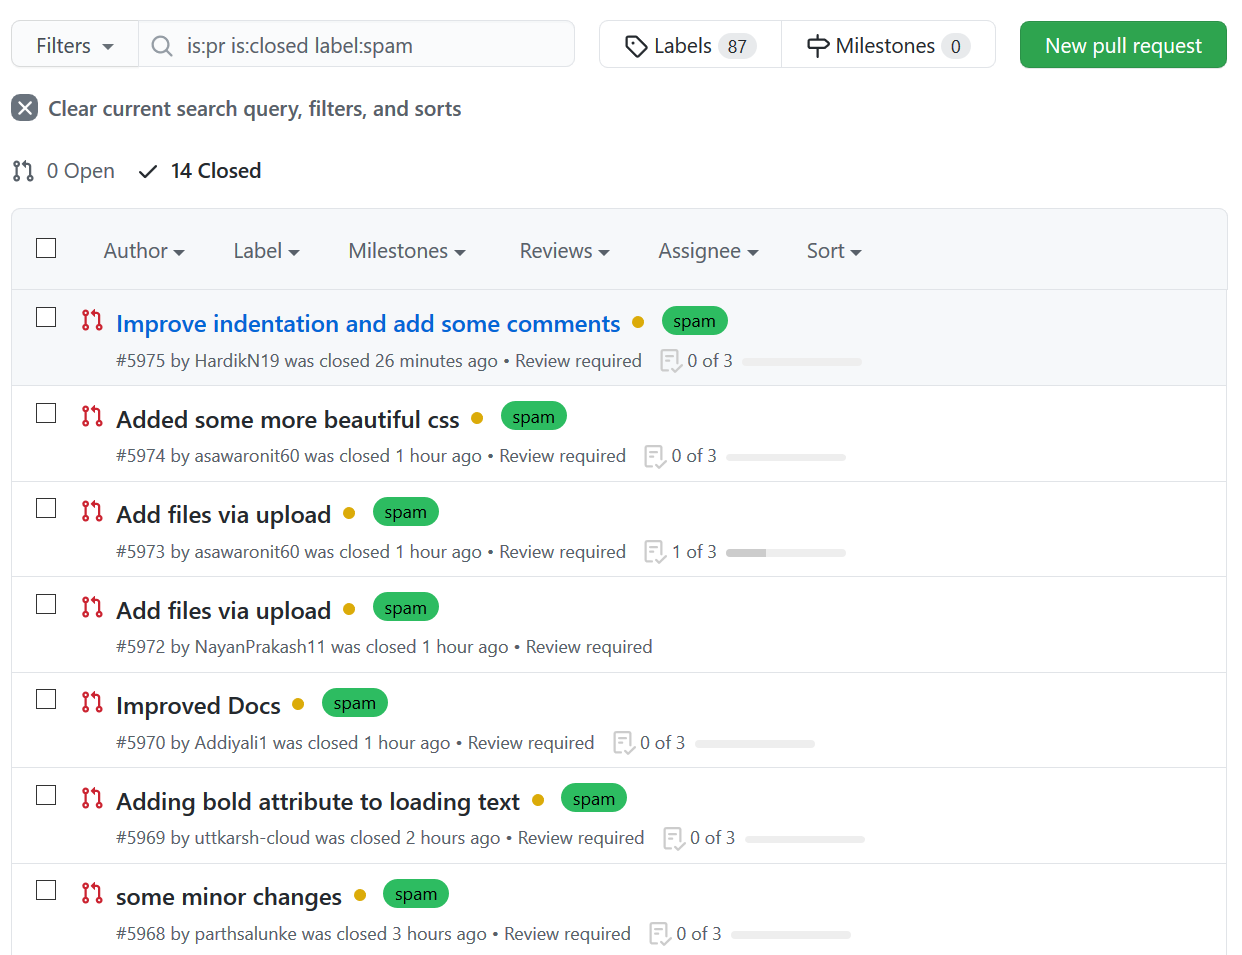 Filters is:pr is:closed label:spam Labels 87 Milestones 0 New pull request
Clear current search query, filters, and sorts
0 Open 14 Closed
Author Label Milestones Reviews Assignee Sort
Improve indentation and add some comments spam
#5975 by HardikN19 was closed 26 minutes ago • Review required 0 of 3
Added some more beautiful css spam
#5974 by asawaronit60 was closed 1 hour ago • Review required 0 of 3
Add files via upload spam
#5973 by asawaronit60 was closed 1 hour ago • Review required 1 of 3
Add files via upload spam
#5972 by NayanPrakash11 was closed 1 hour ago • Review required
Improved Docs spam
#5970 by Addiyali1 was closed 1 hour ago • Review required 0 of 3
Adding bold attribute to loading text spam
#5969 by uttkarsh-cloud was closed 2 hours ago • Review required 0 of 3
some minor changes spam
#5968 by parthsalunke was closed 3 hours ago • Review required 0 of 3